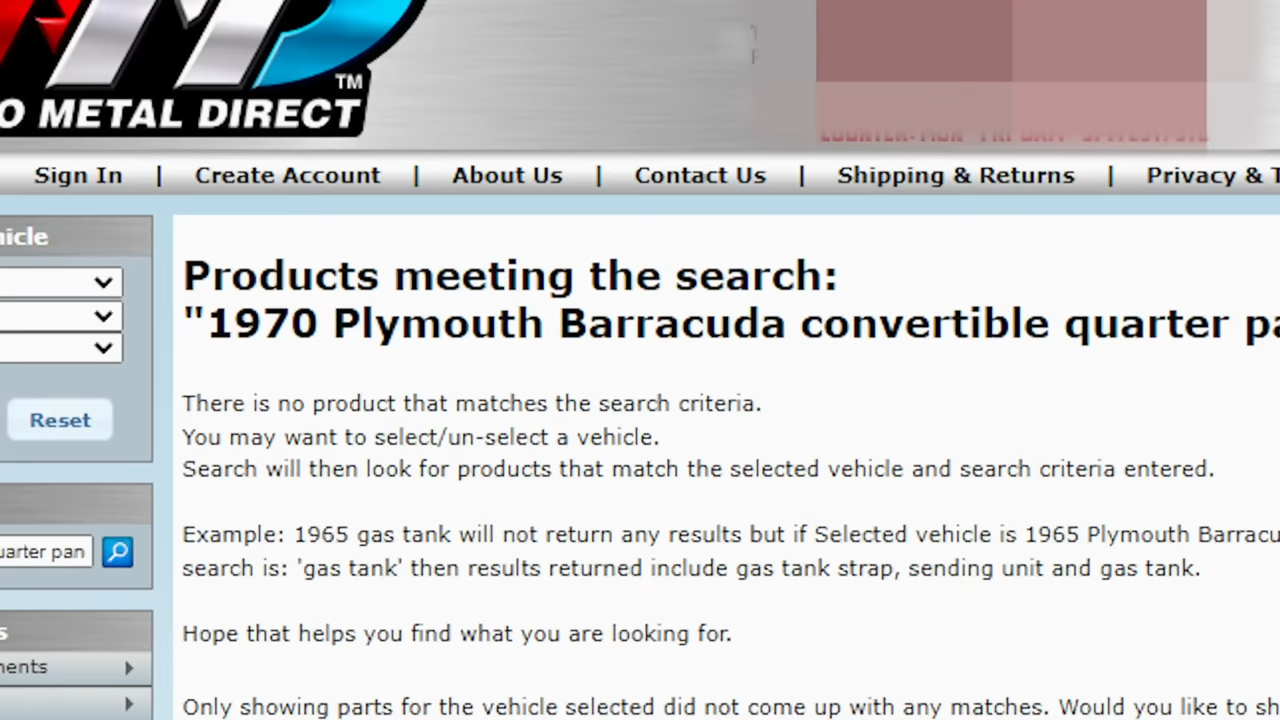 TM
O METAL DIRECT
Sign In | Create Account | About Us | Contact Us | Shipping & Returns | Privacy & T
icle
Products meeting the search:
"1970 Plymouth Barracuda convertible quarter pa
Reset
There is no product that matches the search criteria.
You may want to select/un-select a vehicle.
Search will then look for products that match the selected vehicle and search criteria entered.
uarter pan
Example: 1965 gas tank will not return any results but if Selected vehicle is 1965 Plymouth Barracu
search is: 'gas tank' then results returned include gas tank strap, sending unit and gas tank.
s
Hope that helps you find what you are looking for.
ments
Only showing parts for the vehicle selected did not come up with any matches. Would you like to sh